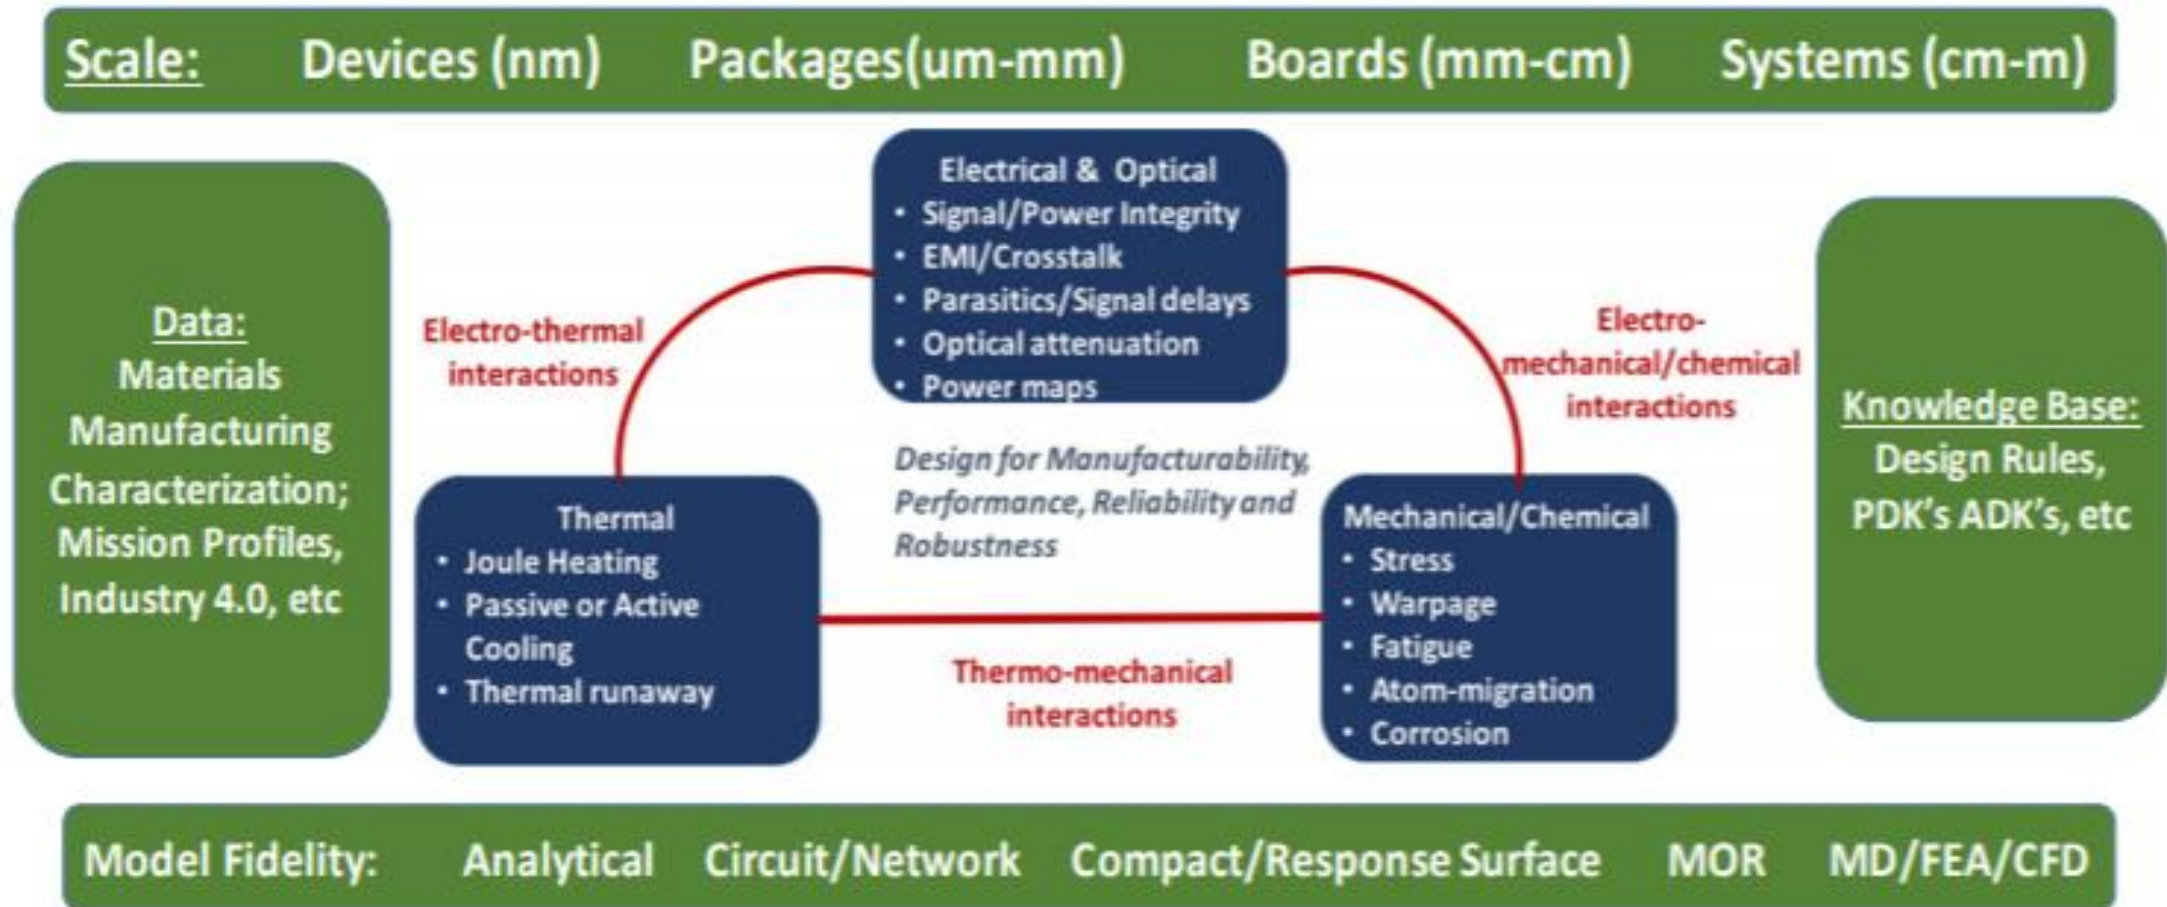 Scale: Devices (nm) Packages(um-mm) Boards (mm-cm) Systems (cm-m)
Data:
Materials
Manufacturing
Characterization;
Mission Profiles,
Industry 4.0, etc
Electro-thermal
interactions
Electrical & Optical
• Signal/Power Integrity
• EMI/Crosstalk
• Parasitics/Signal delays
• Optical attenuation
• Power maps
Electro-
mechanical/chemical
interactions
Design for Manufacturability,
Performance, Reliability and
Robustness
Thermal
• Joule Heating
• Passive or Active
Cooling
• Thermal runaway
Thermo-mechanical
interactions
Mechanical/Chemical
• Stress
• Warpage
• Fatigue
• Atom-migration
• Corrosion
Knowledge Base:
Design Rules,
PDK's ADK's, etc
Model Fidelity: Analytical Circuit/Network Compact/Response Surface MOR MD/FEA/CFD